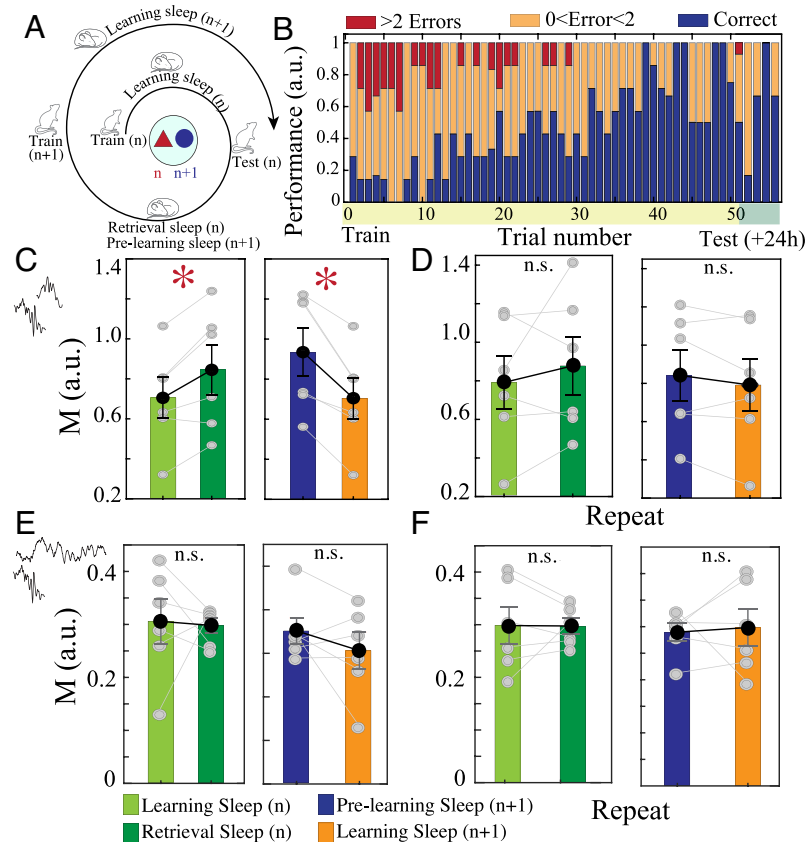 A
Learning sleep (n+1)
Learning sleep (n)
Train (n)
Train
(n+1)
n n+1
Test (n)
Retrieval sleep (n)
Pre-learning sleep (n+1)
B
>2 Errors 0<Error<2 Correct
Performance (a.u.)
1
0.8
0.6
0.4
0.2
0
0 10 20 30 40 50
Train Trial number Test (+24h)
C
M (a.u.)
1.4
1.0
0.6
0.2
*
*
D
1.4
1.0
0.6
0.2
n.s.
n.s.
Repeat
E
M (a.u.)
0.4
0.2
0
n.s.
n.s.
F
0.4
0.2
0
n.s.
n.s.
Repeat
Learning Sleep (n) Pre-learning Sleep (n+1)
Retrieval Sleep (n) Learning Sleep (n+1)